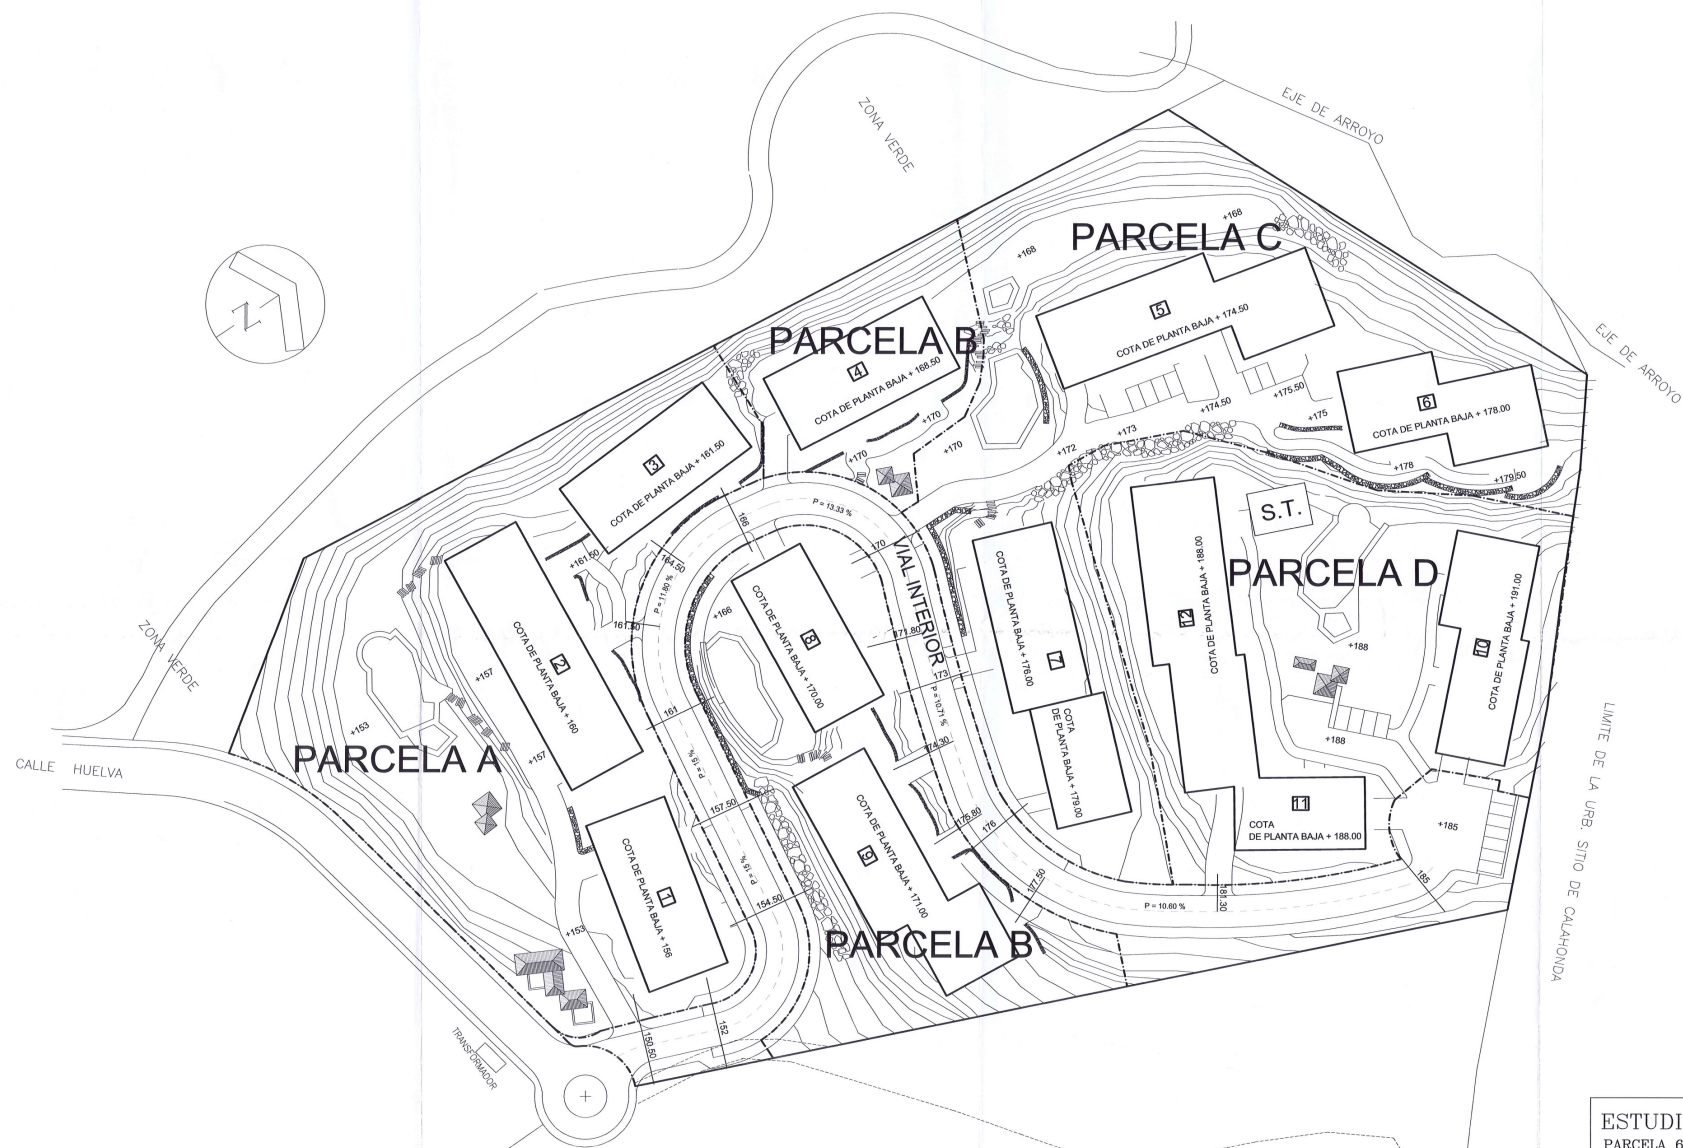 EJE DE ARROYO
ZONA VERDE
PARCELA C
+168
+168
N
5
COTA DE PLANTA BAJA + 174.50
EJE DE ARROYO
PARCELA B
4
COTA DE PLANTA BAJA + 168.50
+175.50
+174.50
+175
6
COTA DE PLANTA BAJA + 178.00
+170
+170
+170
+173
+172
+178
+179,50
3
COTA DE PLANTA BAJA + 161.50
P = 13.33 %
166
170
S.T.
VIAL INTERIOR
+161.50
164.50
P = 11.80 %
161.50
+166
8
COTA DE PLANTA BAJA + 170.00
171.80
173
P = 10.71 %
7
COTA DE PLANTA BAJA + 176.00
COTA
DE PLANTA BAJA + 179.00
12
COTA DE PLANTA BAJA + 188.00
PARCELA D
+188
+188
10
COTA DE PLANTA BAJA + 191.00
ZONA VERDE
2
COTA DE PLANTA BAJA + 160
+157
+157
+153
161
P = 15 %
174.30
PARCELA A
CALLE HUELVA
157.50
P = 15 %
154.50
175.80
176
11
COTA
DE PLANTA BAJA + 188.00
+185
185
LIMITE DE LA URB. SITIO DE CALAHONDA
1
COTA DE PLANTA BAJA + 156
+153
9
COTA DE PLANTA BAJA + 171.00
177.50
P = 10.60 %
181.30
PARCELA B
152
150.50
TRANSFORMADOR
ESTUDI
PARCELA 6